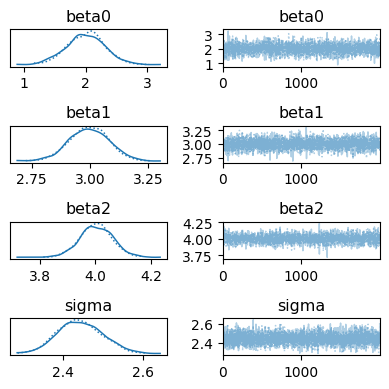 beta0 beta0
3
2
1
1 2 3 0 1000
beta1 beta1
3.25
3.00
2.75
2.75 3.00 3.25 0 1000
beta2 beta2
4.25
4.00
3.75
3.8 4.0 4.2 0 1000
sigma sigma
2.6
2.4
2.4 2.6 0 1000